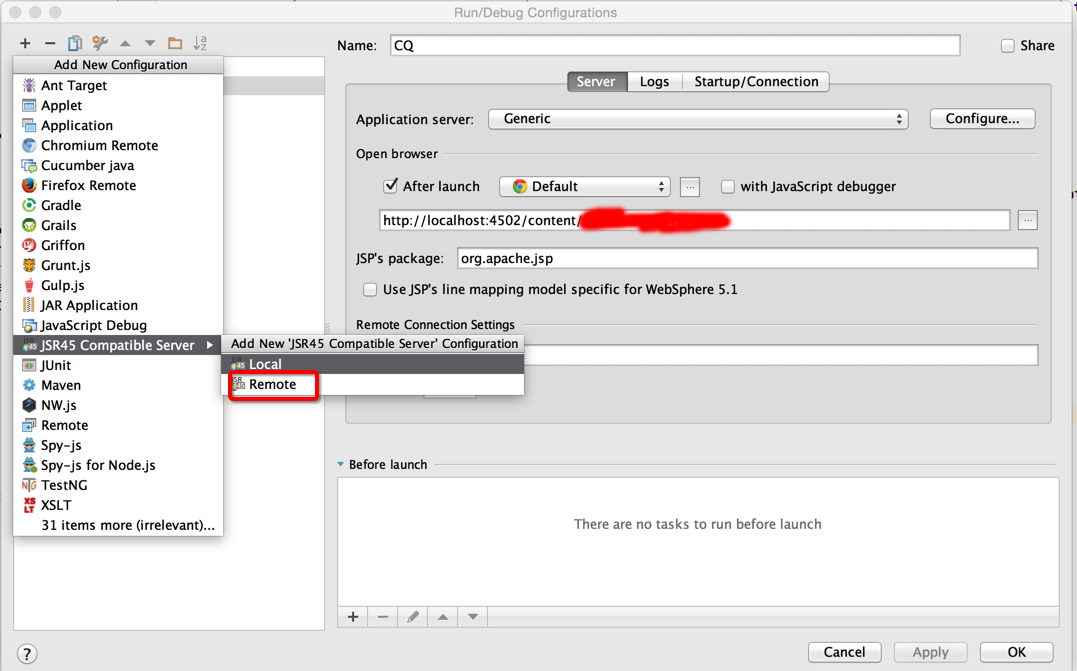 Run/Debug Configurations
Name: CQ
Share
Add New Configuration
Ant Target
Applet
Application
Chromium Remote
Cucumber java
Firefox Remote
Gradle
Grails
Griffon
Grunt.js
Gulp.js
JAR Application
JavaScript Debug
JSR45 Compatible Server
JUnit
Maven
NW.js
Remote
Spy-js
Spy-js for Node.js
TestNG
XSLT
31 items more (irrelevant)...
Add New 'JSR45 Compatible Server' Configuration
Local
Remote
Server Logs Startup/Connection
Application server: Generic Configure...
Open browser
After launch Default ... with JavaScript debugger
http://localhost:4502/content/ ...
JSP's package: org.apache.jsp
Use JSP's line mapping model specific for WebSphere 5.1
Remote Connection Settings
Before launch
There are no tasks to run before launch
? Cancel Apply OK